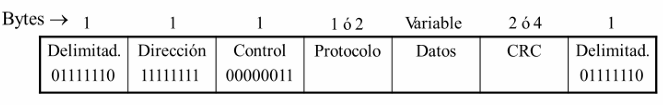 Bytes → 1 1 1 1 ó 2 Variable 2 ó 4 1
Delimitad. Dirección Control Protocolo Datos CRC Delimitad.
01111110 11111111 00000011 01111110